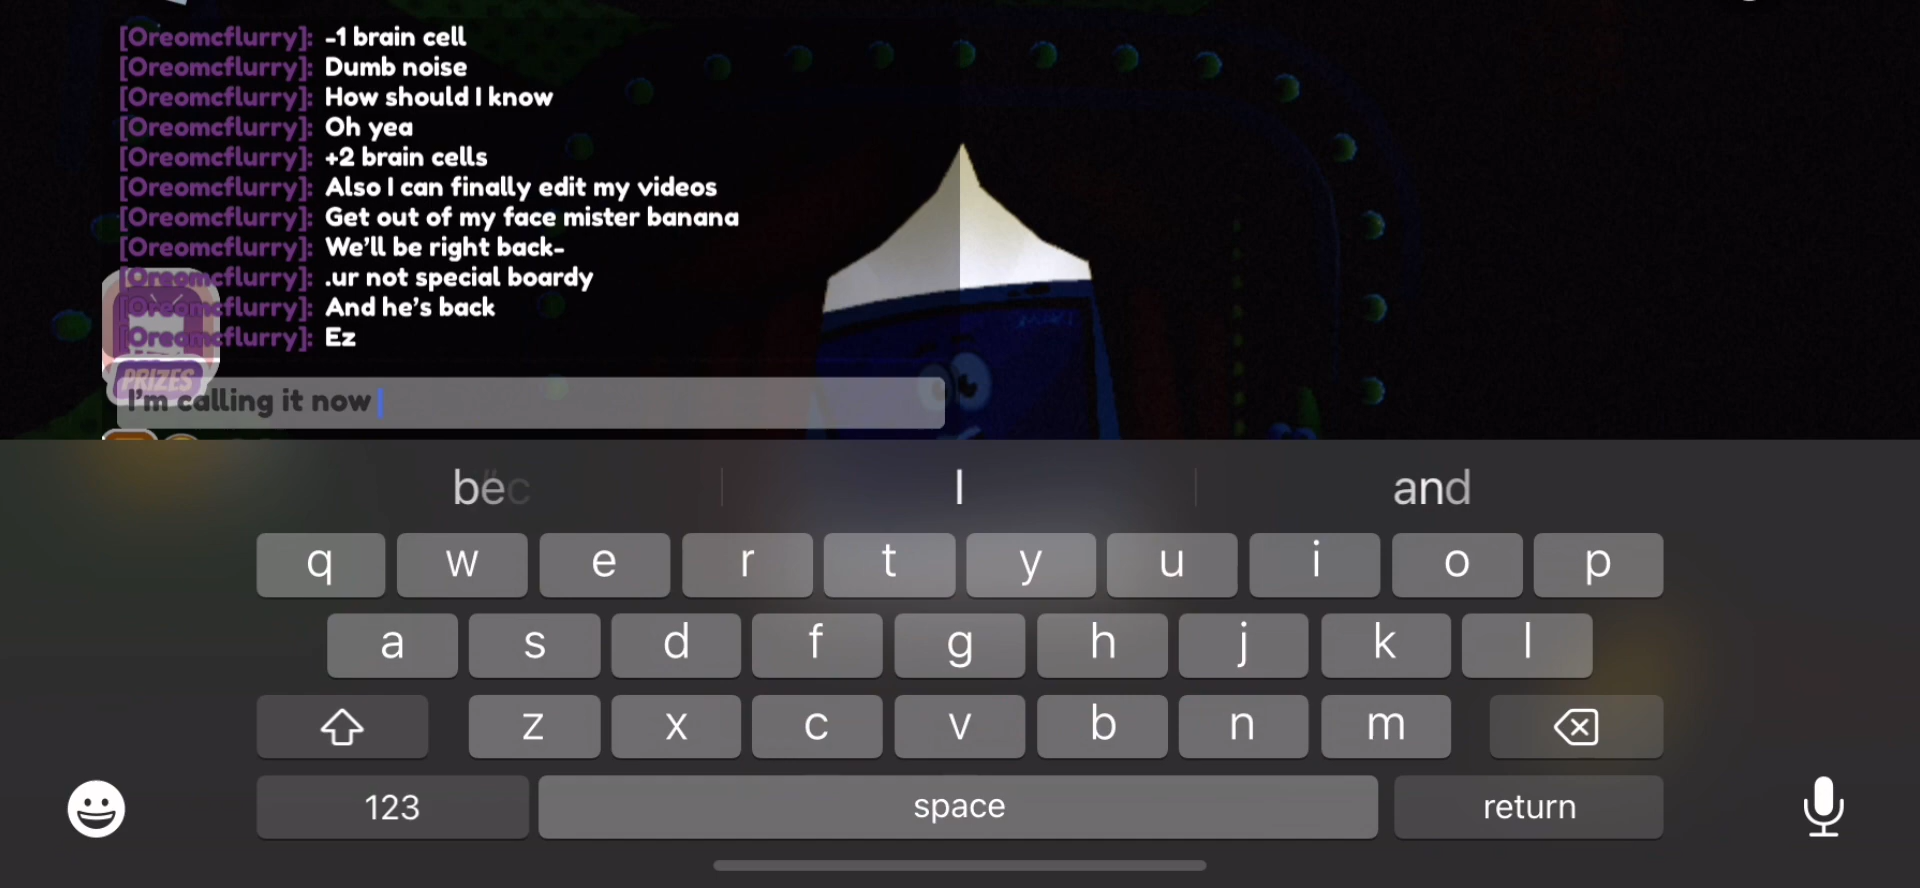 [Oreomcflurry]: -1 brain cell
[Oreomcflurry]: Dumb noise
[Oreomcflurry]: How should I know
[Oreomcflurry]: Oh yea
[Oreomcflurry]: +2 brain cells
[Oreomcflurry]: Also I can finally edit my videos
[Oreomcflurry]: Get out of my face mister banana
[Oreomcflurry]: We'll be right back-
[Oreomcflurry]: .ur not special boardy
[Oreomcflurry]: And he's back
[Oreomcflurry]: Ez
PRIZES
I'm calling it now
I and
q w e r t y u i o p
a s d f g h j k l
z x c v b n m
123 space return